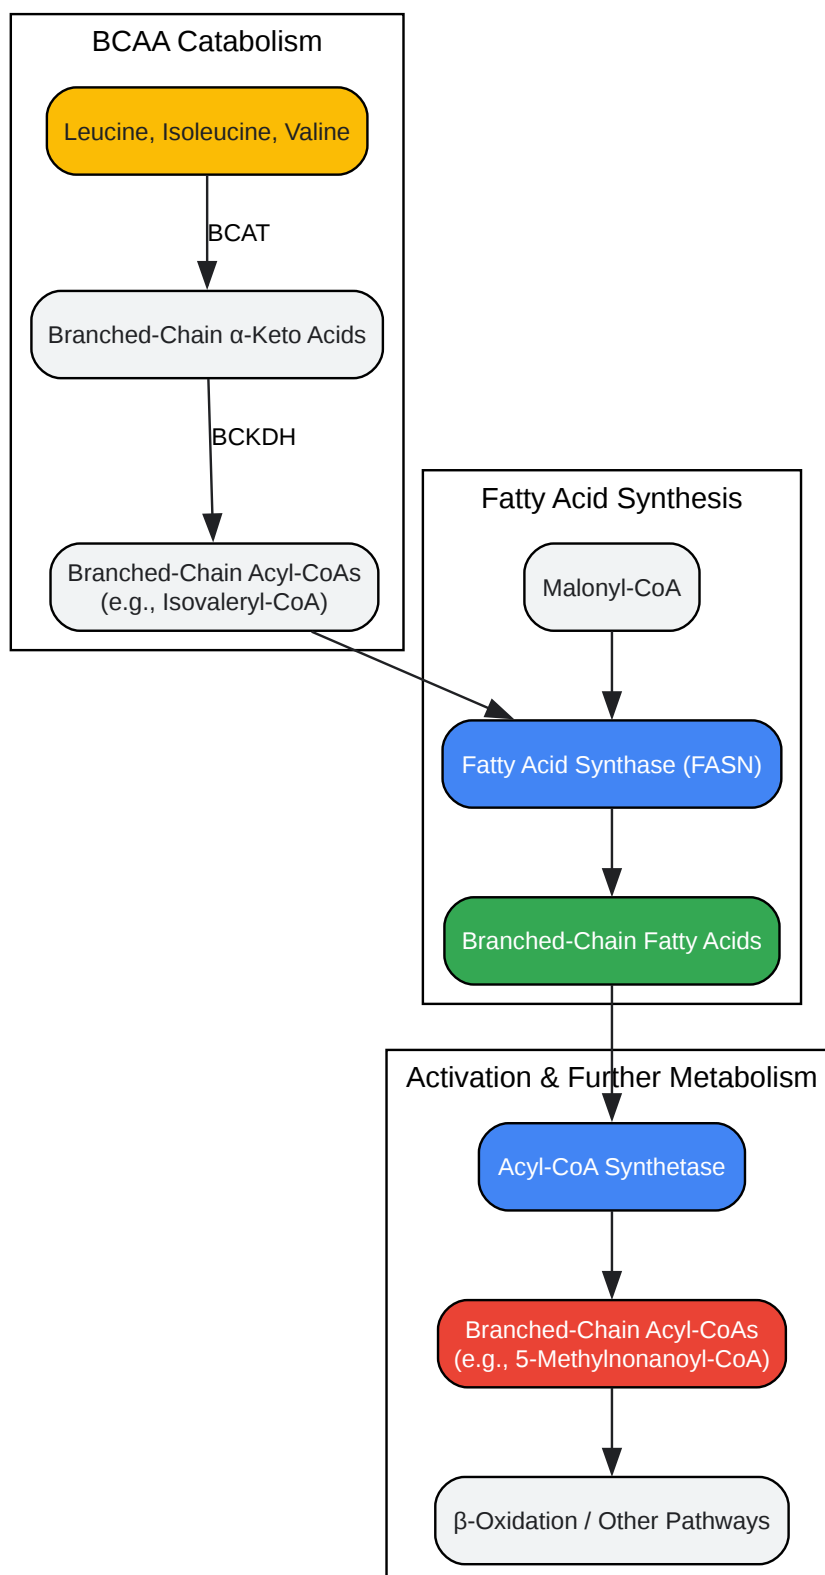 BCAA Catabolism
Leucine, Isoleucine, Valine
BCAT
Branched-Chain α-Keto Acids
BCKDH
Branched-Chain Acyl-CoAs
(e.g., Isovaleryl-CoA)
Fatty Acid Synthesis
Malonyl-CoA
Fatty Acid Synthase (FASN)
Branched-Chain Fatty Acids
Activation & Further Metabolism
Acyl-CoA Synthetase
Branched-Chain Acyl-CoAs
(e.g., 5-Methylnonanoyl-CoA)
β-Oxidation / Other Pathways